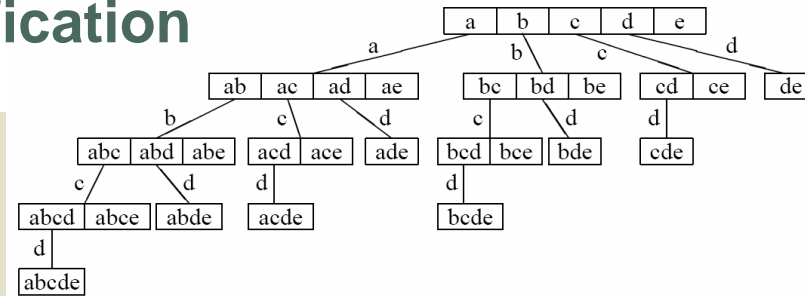 ication
a b c d e
a b c d
ab ac ad ae bc bd be cd ce de
b c d c d d
abc abd abe acd ace ade bcd bce bde cde
c d d d
abcd abce abde acde bcde
d
abcde